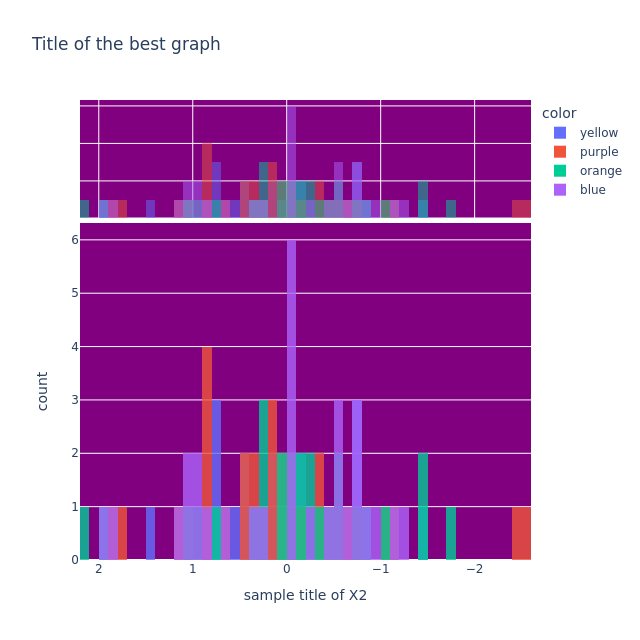 Title of the best graph
color
yellow
purple
orange
blue
6
5
4
3
2
1
0
count
2
1
0
−1
−2
sample title of X2